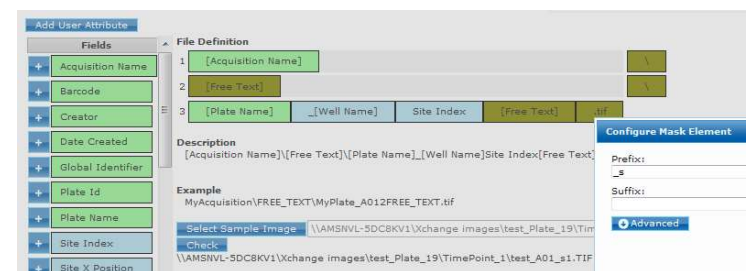 Add User Attribute
Fields
+ Acquisition Name
+ Barcode
+ Creator
+ Date Created
+ Global Identifier
+ Plate Id
+ Plate Name
+ Site Index
+ Site X Position
File Definition
1 [Acquisition Name] \
2 [Free Text] \
3 [Plate Name] _[Well Name] Site Index [Free Text] .tif
Description
[Acquisition Name]\[Free Text]\[Plate Name]_[Well Name]Site Index[Free Text]
Example
MyAcquisition\FREE_TEXT\MyPlate_A012FREE_TEXT.tif
Select Sample Image \\AMSNVL-5DC8KV1\Xchange images\test_Plate_19\Tim
Check
\\AMSNVL-5DC8KV1\Xchange images\test_Plate_19\TimePoint_1\test_A01_s1.TIF
Configure Mask Element
Prefix:
_s
Suffix:
Advanced